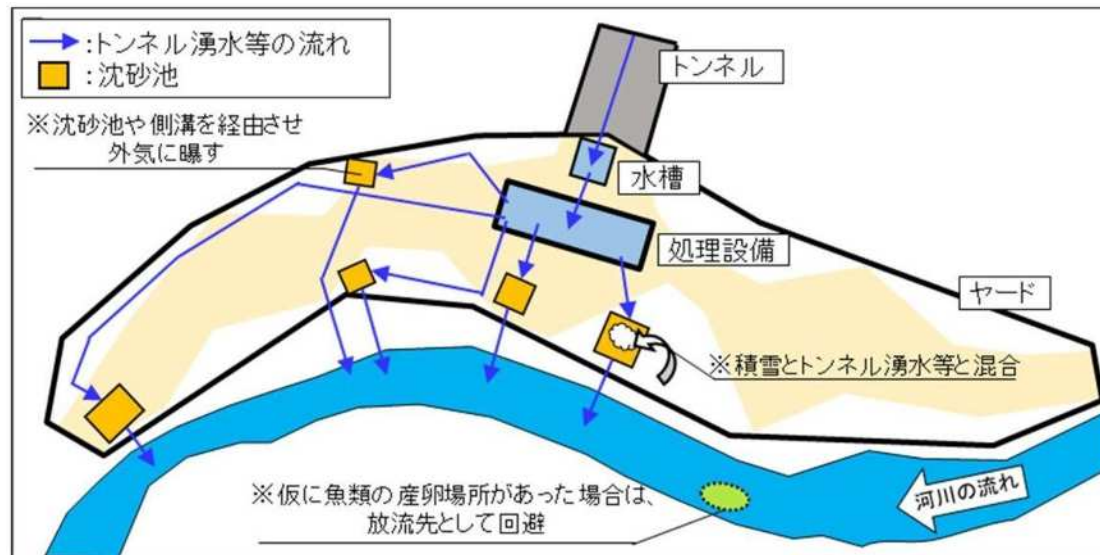 :トンネル湧水等の流れ
:沈砂池
※沈砂池や側溝を経由させ
外気に曝す
トンネル
水槽
処理設備
ヤード
※積雪とトンネル湧水等と混合
※仮に魚類の産卵場所があった場合は、
放流先として回避
河川の流れ